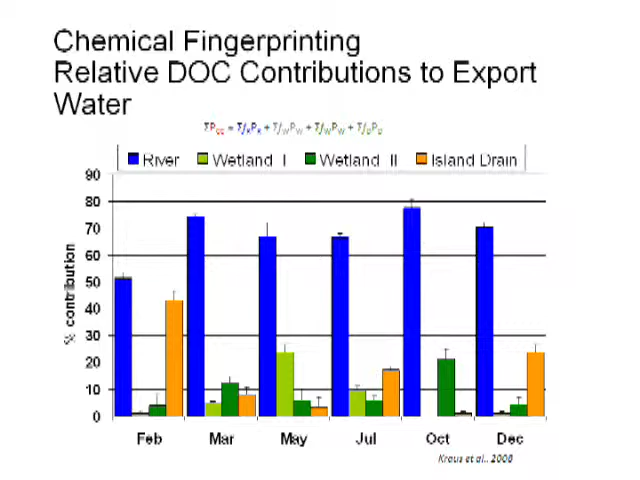 Chemical Fingerprinting
Relative DOC Contributions to Export
Water
River Wetland I Wetland II Island Drain
90
80
70
60
50
40
30
20
10
0
% contribution
Feb Mar May Jul Oct Dec
Kraus et al., 2008